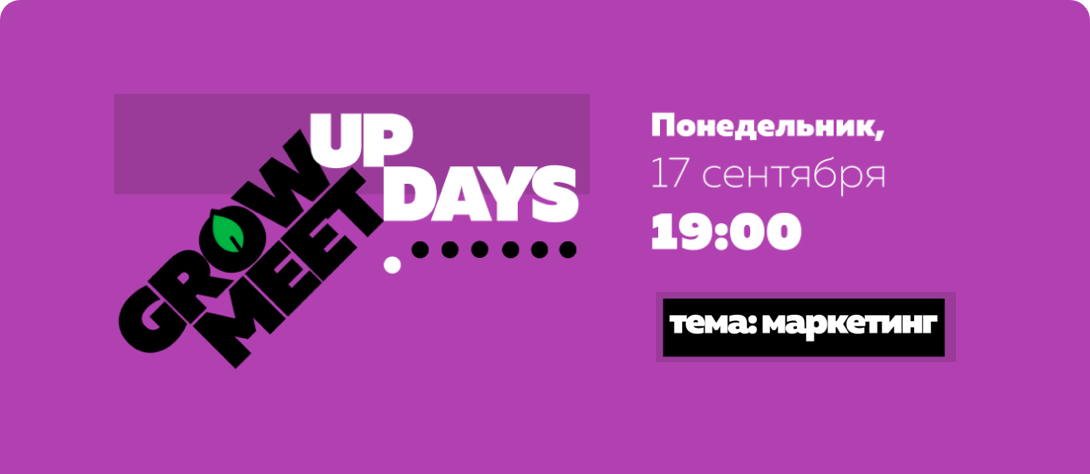 GROW UP
MEET DAYS
Понедельник,
17 сентября
19:00
тема: маркетинг